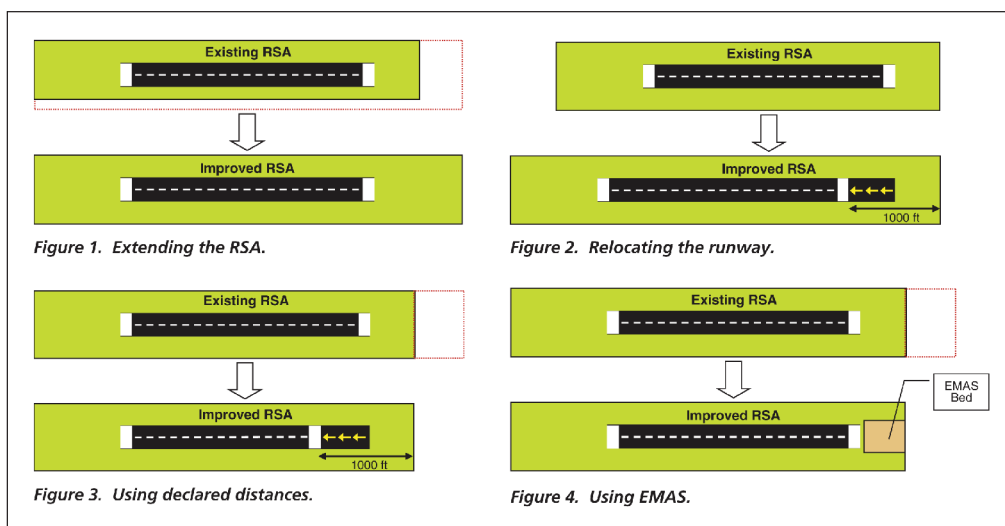 Existing RSA
Improved RSA
Figure 1. Extending the RSA.
Existing RSA
Improved RSA
1000 ft
Figure 2. Relocating the runway.
Existing RSA
Improved RSA
1000 ft
Figure 3. Using declared distances.
Existing RSA
EMAS
Bed
Improved RSA
Figure 4. Using EMAS.